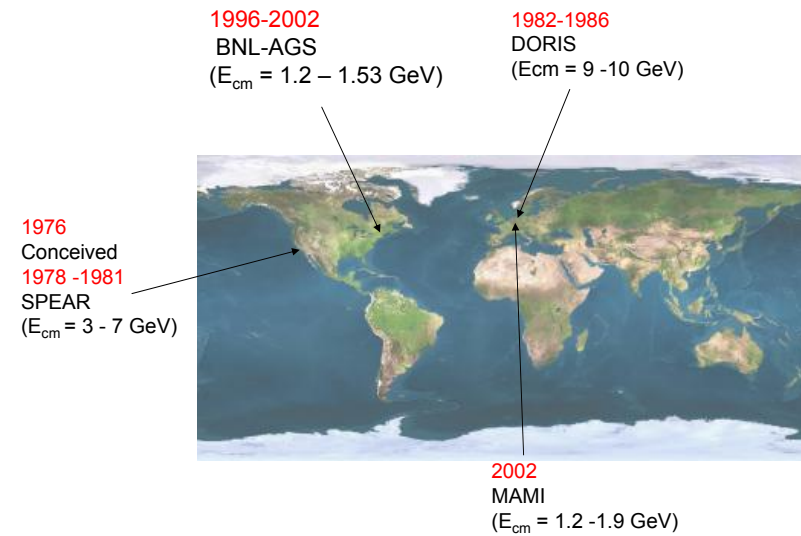 1996-2002
BNL-AGS
(Ecm = 1.2 – 1.53 GeV)
1982-1986
DORIS
(Ecm = 9 -10 GeV)
1976
Conceived
1978 -1981
SPEAR
(Ecm = 3 - 7 GeV)
2002
MAMI
(Ecm = 1.2 -1.9 GeV)